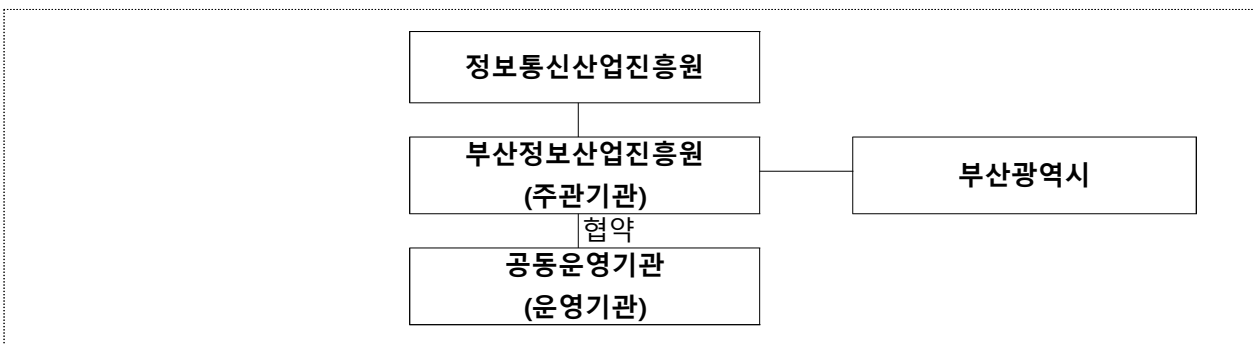 정보통신산업진흥원
부산정보산업진흥원
(주관기관)
부산광역시
협약
공동운영기관
(운영기관)